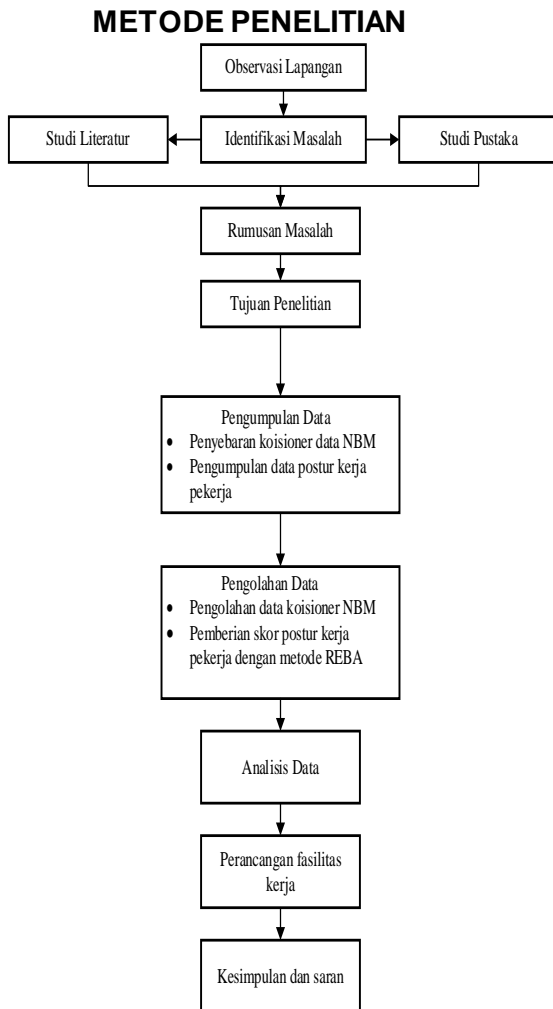 METODE PENELITIAN
Observasi Lapangan
Studi Literatur
Identifikasi Masalah
Studi Pustaka
Rumusan Masalah
Tujuan Penelitian
Pengumpulan Data
• Penyebaran koisioner data NBM
• Pengumpulan data postur kerja
pekerja
Pengolahan Data
• Pengolahan data koisioner NBM
• Pemberian skor postur kerja
pekerja dengan metode REBA
Analisis Data
Perancangan fasilitas
kerja
Kesimpulan dan saran